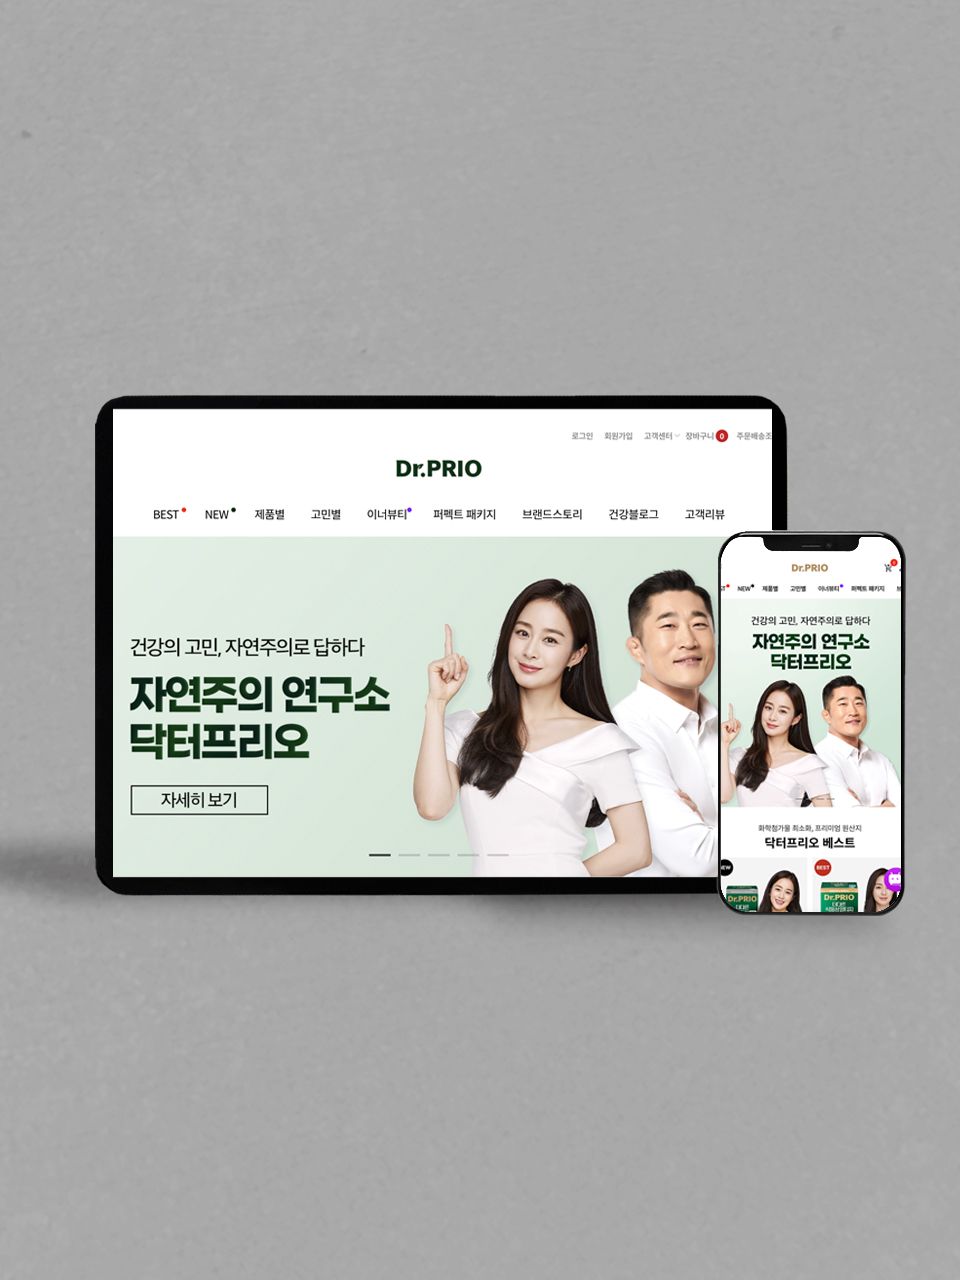 로그인 회원가입 고객센터 장바구니 0 주문배송조
Dr.PRIO
BEST NEW 제품별 고민별 이너뷰티 퍼펙트 패키지 브랜드스토리 건강블로그 고객리뷰
건강의 고민, 자연주의로 답하다
자연주의 연구소
닥터프리오
자세히 보기
Dr.PRIO
NEW 제품별 고민별 이너뷰티 퍼펙트 패키지
건강의 고민, 자연주의로 답하다
자연주의 연구소
닥터프리오
화학첨가물 최소화, 프리미엄 원산지
닥터프리오 베스트
BEST
Dr.PRIO
Dr.PRIO